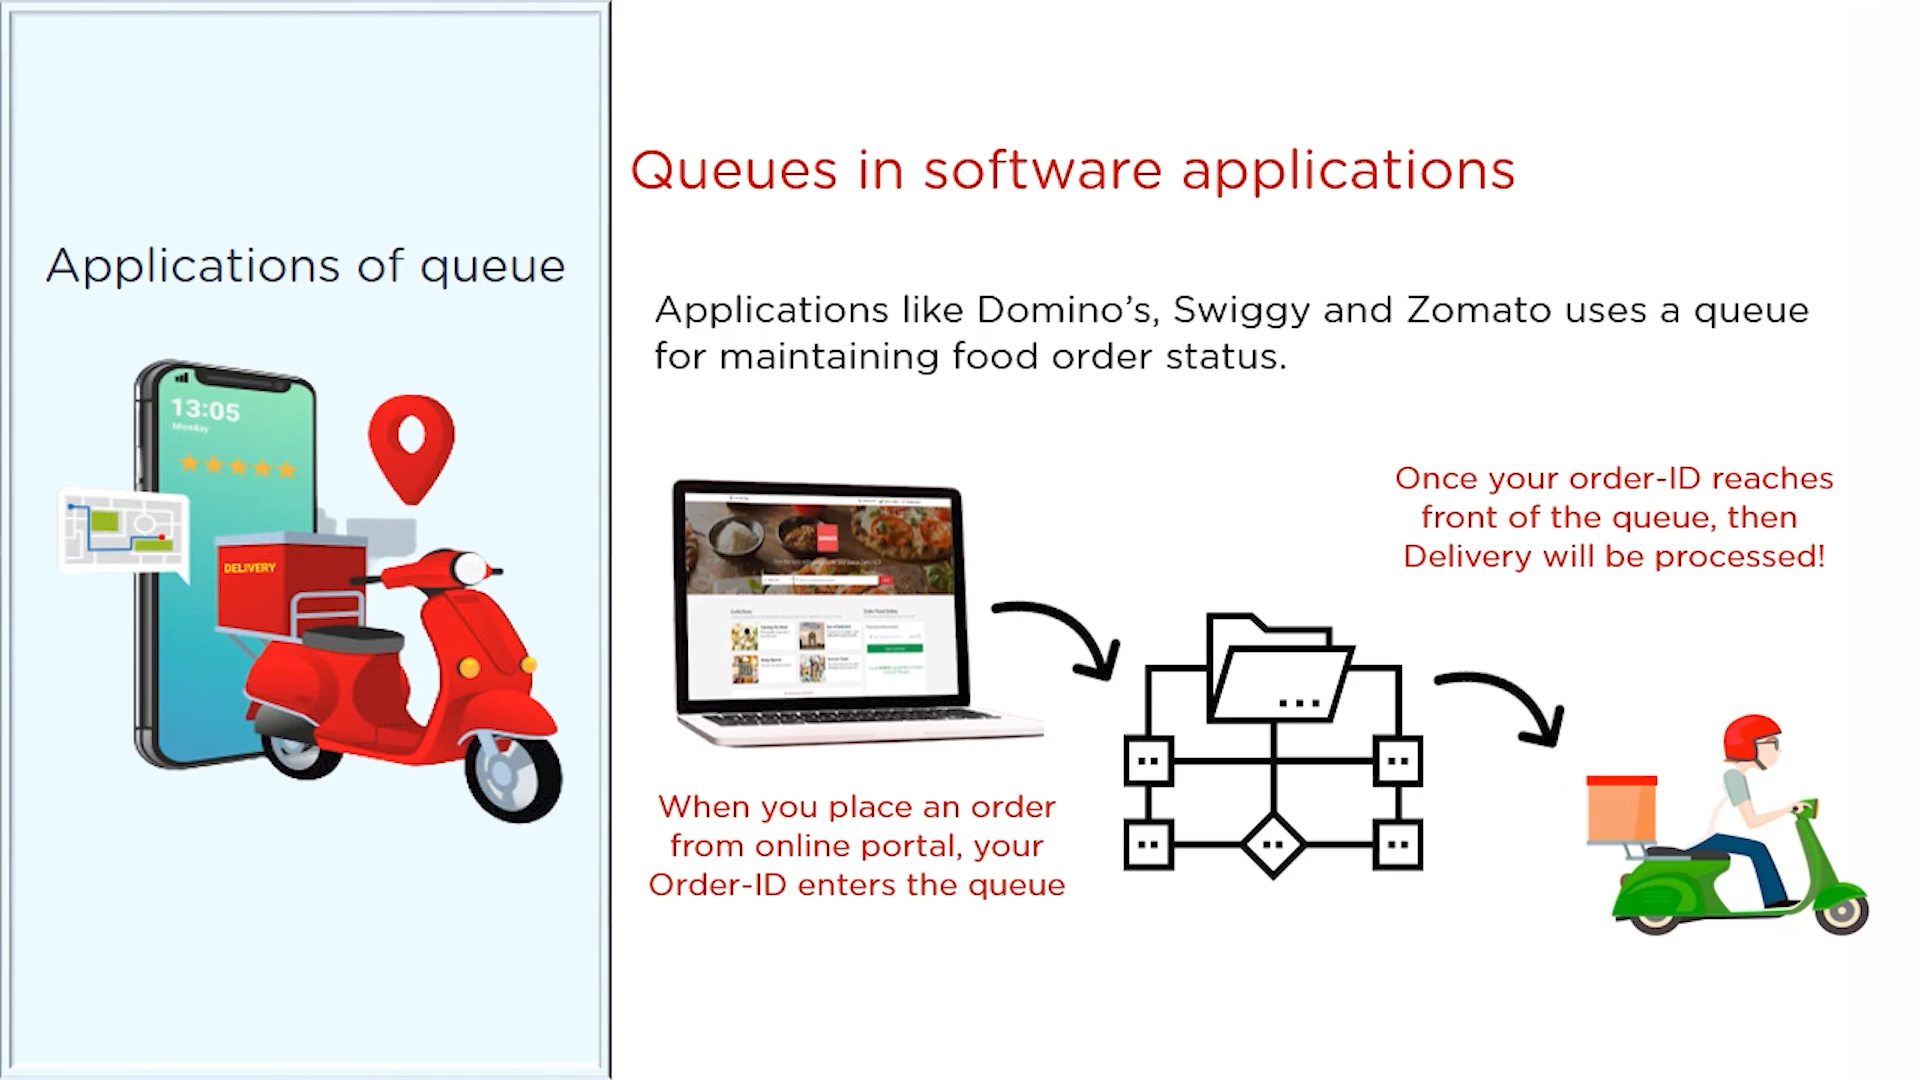 Applications of queue
13:05
Monday
DELIVERY
Queues in software applications
Applications like Domino’s, Swiggy and Zomato uses a queue
for maintaining food order status.
When you place an order
from online portal, your
Order-ID enters the queue
Once your order-ID reaches
front of the queue, then
Delivery will be processed!